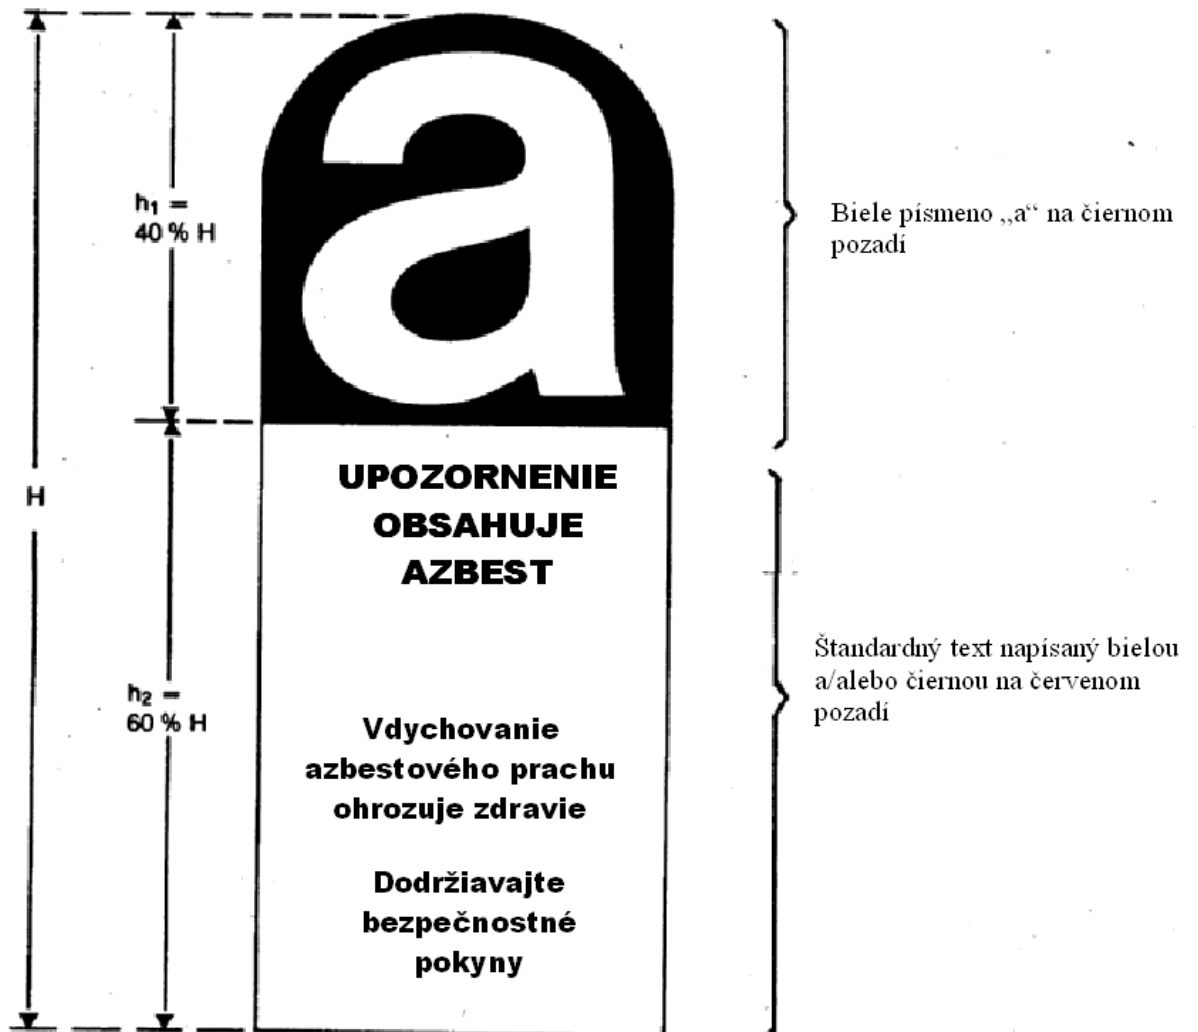 a
h₁ =
40 % H
Biele písmeno „a“ na čiernom
pozadí
H
UPOZORNENIE
OBSAHUJE
AZBEST
h₂ =
60 % H
Štandardný text napísaný bielou
a/alebo čiernou na červenom
pozadí
Vdychovanie
azbestového prachu
ohrozuje zdravie
Dodržiavajte
bezpečnostné
pokyny